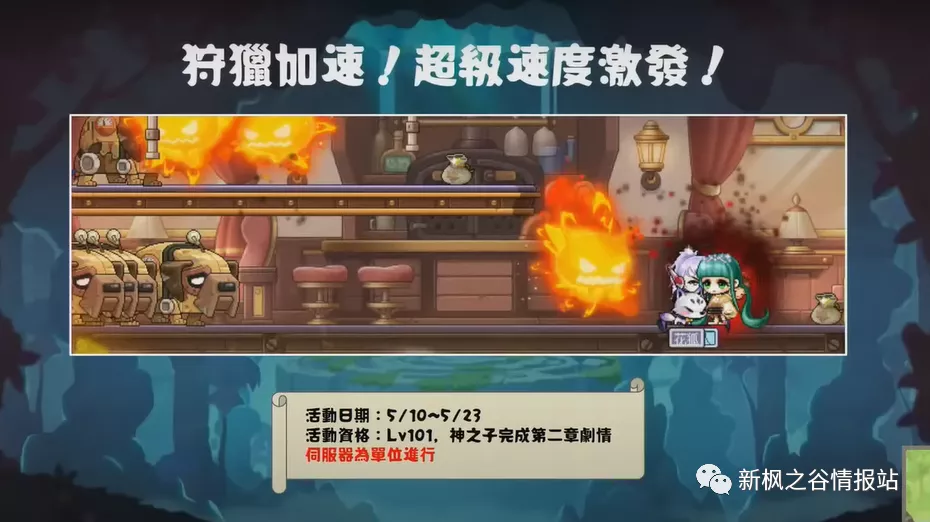 狩獵加速!超級速度激發!
活動日期:5/10~5/23
活動資格:Lv101,神之子完成第二章劇情
伺服器為單位進行
新枫之谷情报站